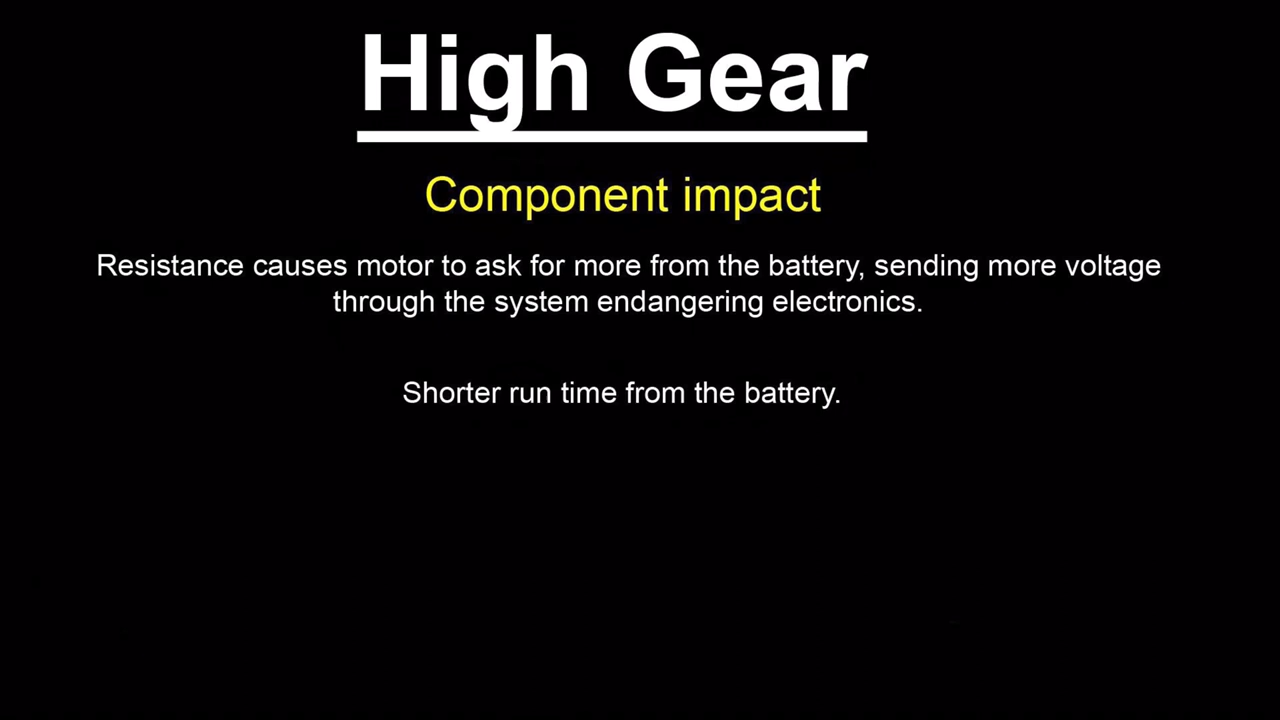 High Gear
Component impact
Resistance causes motor to ask for more from the battery, sending more voltage
through the system endangering electronics.
Shorter run time from the battery.